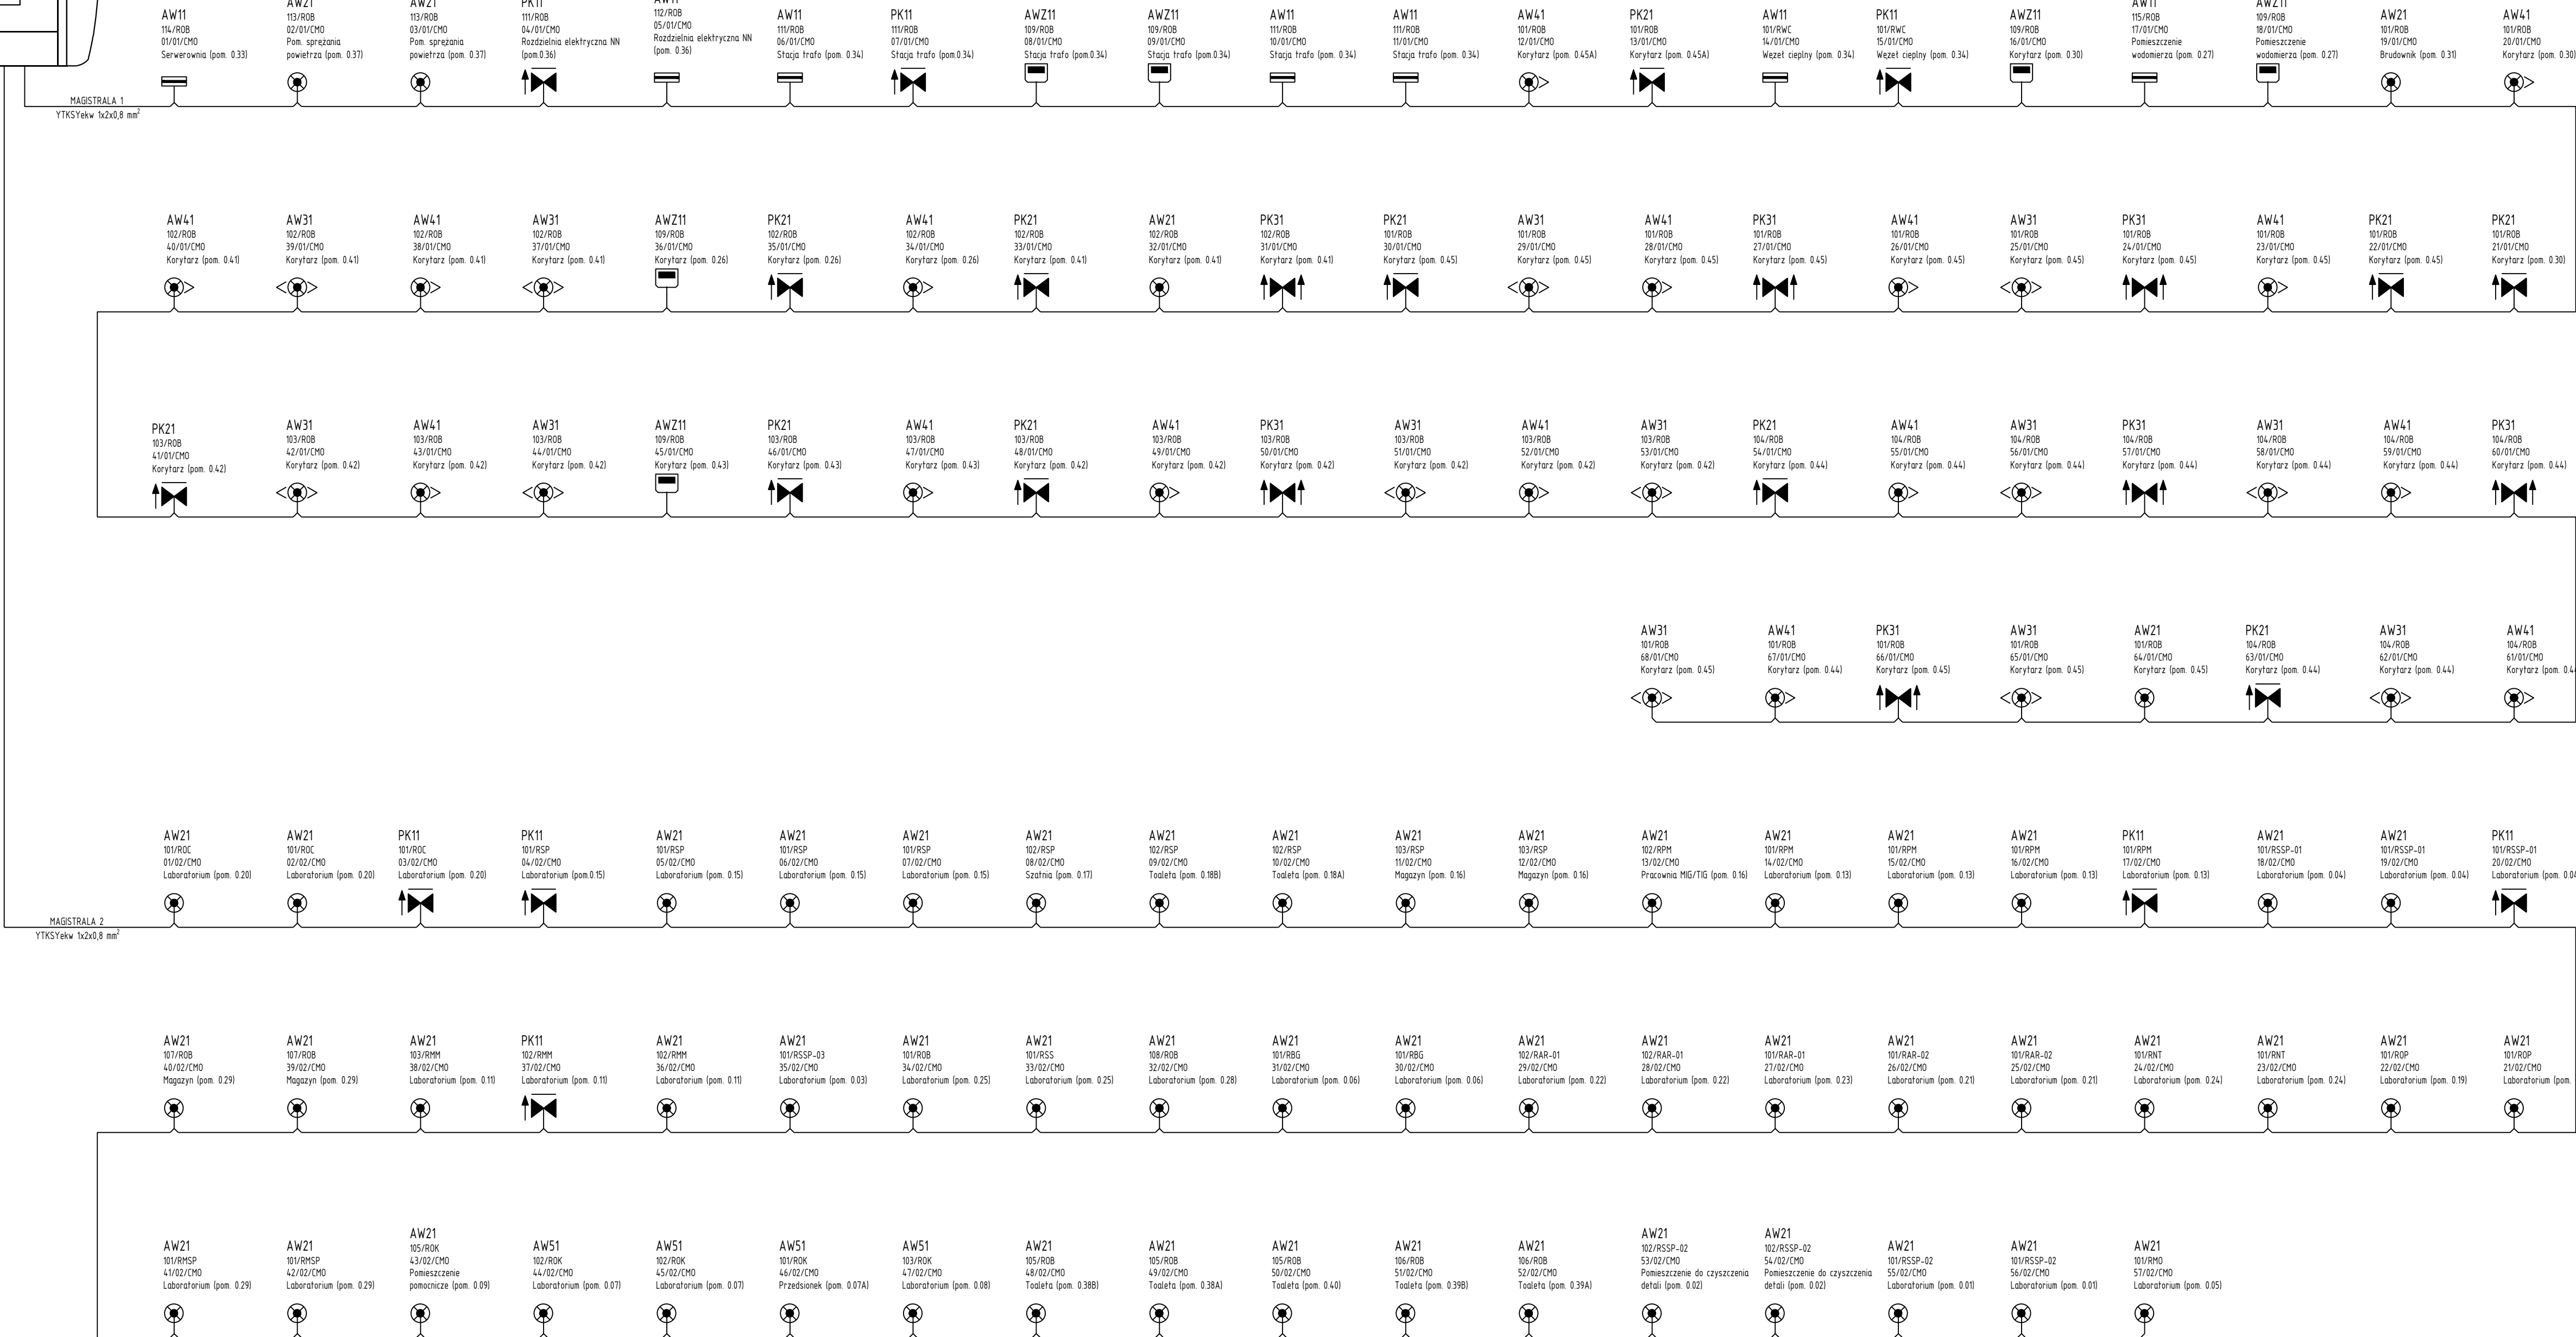 AW11
114/ROB
01/01/CMO
Serwerownia (pom. 0.33)
AW21
113/ROB
02/01/CMO
Pom. sprężania
powietrza (pom. 0.37)
AW21
113/ROB
03/01/CMO
Pom. sprężania
powietrza (pom. 0.37)
PK11
111/ROB
04/01/CMO
Rozdzielnia elektryczna NN
(pom.0.36)
AW11
112/ROB
05/01/CMO
Rozdzielnia elektryczna NN
(pom. 0.36)
AW11
111/ROB
06/01/CMO
Stacja trafo (pom. 0.34)
PK11
111/ROB
07/01/CMO
Stacja trafo (pom.0.34)
AWZ11
109/ROB
08/01/CMO
Stacja trafo (pom.0.34)
AWZ11
109/ROB
09/01/CMO
Stacja trafo (pom.0.34)
AW11
111/ROB
10/01/CMO
Stacja trafo (pom. 0.34)
AW11
111/ROB
11/01/CMO
Stacja trafo (pom. 0.34)
AW41
101/ROB
12/01/CMO
Korytarz (pom. 0.45A)
PK21
101/ROB
13/01/CMO
Korytarz (pom. 0.45A)
AW11
101/RWC
14/01/CMO
Węzeł cieplny (pom. 0.34)
PK11
101/RWC
15/01/CMO
Węzeł cieplny (pom. 0.34)
AWZ11
109/ROB
16/01/CMO
Korytarz (pom. 0.30)
AW11
115/ROB
17/01/CMO
Pomieszczenie
wodomierza (pom. 0.27)
AWZ11
109/ROB
18/01/CMO
Pomieszczenie
wodomierza (pom. 0.27)
AW21
101/ROB
19/01/CMO
Brudownik (pom. 0.31)
AW41
101/ROB
20/01/CMO
Korytarz (pom. 0.30)
MAGISTRALA 1
YTKSYekw 1x2x0,8 mm²
AW41
102/ROB
40/01/CMO
Korytarz (pom. 0.41)
AW31
102/ROB
39/01/CMO
Korytarz (pom. 0.41)
AW41
102/ROB
38/01/CMO
Korytarz (pom. 0.41)
AW31
102/ROB
37/01/CMO
Korytarz (pom. 0.41)
AWZ11
109/ROB
36/01/CMO
Korytarz (pom. 0.26)
PK21
102/ROB
35/01/CMO
Korytarz (pom. 0.26)
AW41
102/ROB
34/01/CMO
Korytarz (pom. 0.26)
PK21
102/ROB
33/01/CMO
Korytarz (pom. 0.41)
AW21
102/ROB
32/01/CMO
Korytarz (pom. 0.41)
PK31
102/ROB
31/01/CMO
Korytarz (pom. 0.41)
PK21
101/ROB
30/01/CMO
Korytarz (pom. 0.45)
AW31
101/ROB
29/01/CMO
Korytarz (pom. 0.45)
AW41
101/ROB
28/01/CMO
Korytarz (pom. 0.45)
PK31
101/ROB
27/01/CMO
Korytarz (pom. 0.45)
AW41
101/ROB
26/01/CMO
Korytarz (pom. 0.45)
AW31
101/ROB
25/01/CMO
Korytarz (pom. 0.45)
PK31
101/ROB
24/01/CMO
Korytarz (pom. 0.45)
AW41
101/ROB
23/01/CMO
Korytarz (pom. 0.45)
PK21
101/ROB
22/01/CMO
Korytarz (pom. 0.45)
PK21
101/ROB
21/01/CMO
Korytarz (pom. 0.30)
PK21
103/ROB
41/01/CMO
Korytarz (pom. 0.42)
AW31
103/ROB
42/01/CMO
Korytarz (pom. 0.42)
AW41
103/ROB
43/01/CMO
Korytarz (pom. 0.42)
AW31
103/ROB
44/01/CMO
Korytarz (pom. 0.42)
AWZ11
109/ROB
45/01/CMO
Korytarz (pom. 0.43)
PK21
103/ROB
46/01/CMO
Korytarz (pom. 0.43)
AW41
103/ROB
47/01/CMO
Korytarz (pom. 0.43)
PK21
103/ROB
48/01/CMO
Korytarz (pom. 0.42)
AW41
103/ROB
49/01/CMO
Korytarz (pom. 0.42)
PK31
103/ROB
50/01/CMO
Korytarz (pom. 0.42)
AW31
103/ROB
51/01/CMO
Korytarz (pom. 0.42)
AW41
103/ROB
52/01/CMO
Korytarz (pom. 0.42)
AW31
103/ROB
53/01/CMO
Korytarz (pom. 0.42)
PK21
104/ROB
54/01/CMO
Korytarz (pom. 0.44)
AW41
104/ROB
55/01/CMO
Korytarz (pom. 0.44)
AW31
104/ROB
56/01/CMO
Korytarz (pom. 0.44)
PK31
104/ROB
57/01/CMO
Korytarz (pom. 0.44)
AW31
104/ROB
58/01/CMO
Korytarz (pom. 0.44)
AW41
104/ROB
59/01/CMO
Korytarz (pom. 0.44)
PK31
104/ROB
60/01/CMO
Korytarz (pom. 0.44)
AW31
101/ROB
68/01/CMO
Korytarz (pom. 0.45)
AW41
101/ROB
67/01/CMO
Korytarz (pom. 0.44)
PK31
101/ROB
66/01/CMO
Korytarz (pom. 0.45)
AW31
101/ROB
65/01/CMO
Korytarz (pom. 0.45)
AW21
101/ROB
64/01/CMO
Korytarz (pom. 0.45)
PK21
104/ROB
63/01/CMO
Korytarz (pom. 0.44)
AW31
104/ROB
62/01/CMO
Korytarz (pom. 0.44)
AW41
104/ROB
61/01/CMO
Korytarz (pom.
AW21
101/ROC
01/02/CMO
Laboratorium (pom. 0.20)
AW21
101/ROC
02/02/CMO
Laboratorium (pom. 0.20)
PK11
101/ROC
03/02/CMO
Laboratorium (pom. 0.20)
PK11
101/RSP
04/02/CMO
Laboratorium (pom.0.15)
AW21
101/RSP
05/02/CMO
Laboratorium (pom. 0.15)
AW21
101/RSP
06/02/CMO
Laboratorium (pom. 0.15)
AW21
101/RSP
07/02/CMO
Laboratorium (pom. 0.15)
AW21
102/RSP
08/02/CMO
Szatnia (pom. 0.17)
AW21
102/RSP
09/02/CMO
Toaleta (pom. 0.18B)
AW21
102/RSP
10/02/CMO
Toaleta (pom. 0.18A)
AW21
103/RSP
11/02/CMO
Magazyn (pom. 0.16)
AW21
103/RSP
12/02/CMO
Magazyn (pom. 0.16)
AW21
102/RPM
13/02/CMO
Pracownia MIG/TIG (pom. 0.16)
AW21
101/RPM
14/02/CMO
Laboratorium (pom. 0.13)
AW21
101/RPM
15/02/CMO
Laboratorium (pom. 0.13)
AW21
101/RPM
16/02/CMO
Laboratorium (pom. 0.13)
PK11
101/RPM
17/02/CMO
Laboratorium (pom. 0.13)
AW21
101/RSSP-01
18/02/CMO
Laboratorium (pom. 0.04)
AW21
101/RSSP-01
19/02/CMO
Laboratorium (pom. 0.04)
PK11
101/RSSP-01
20/02/CMO
Laboratorium (pom.
MAGISTRALA 2
YTKSYekw 1x2x0,8 mm²
AW21
107/ROB
40/02/CMO
Magazyn (pom. 0.29)
AW21
107/ROB
39/02/CMO
Magazyn (pom. 0.29)
AW21
103/RMM
38/02/CMO
Laboratorium (pom. 0.11)
PK11
102/RMM
37/02/CMO
Laboratorium (pom. 0.11)
AW21
102/RMM
36/02/CMO
Laboratorium (pom. 0.11)
AW21
101/RSSP-03
35/02/CMO
Laboratorium (pom. 0.03)
AW21
101/ROB
34/02/CMO
Laboratorium (pom. 0.25)
AW21
101/RSS
33/02/CMO
Laboratorium (pom. 0.25)
AW21
108/ROB
32/02/CMO
Laboratorium (pom. 0.28)
AW21
101/RBG
31/02/CMO
Laboratorium (pom. 0.06)
AW21
101/RBG
30/02/CMO
Laboratorium (pom. 0.06)
AW21
102/RAR-01
29/02/CMO
Laboratorium (pom. 0.22)
AW21
102/RAR-01
28/02/CMO
Laboratorium (pom. 0.22)
AW21
101/RAR-01
27/02/CMO
Laboratorium (pom. 0.23)
AW21
101/RAR-02
26/02/CMO
Laboratorium (pom. 0.21)
AW21
101/RAR-02
25/02/CMO
Laboratorium (pom. 0.21)
AW21
101/RNT
24/02/CMO
Laboratorium (pom. 0.24)
AW21
101/RNT
23/02/CMO
Laboratorium (pom. 0.24)
AW21
101/ROP
22/02/CMO
Laboratorium (pom. 0.19)
AW21
101/ROP
21/02/CMO
Laboratorium (pom.
AW21
101/RMSP
41/02/CMO
Laboratorium (pom. 0.29)
AW21
101/RMSP
42/02/CMO
Laboratorium (pom. 0.29)
AW21
105/ROK
43/02/CMO
Pomieszczenie
pomocnicze (pom. 0.09)
AW51
102/ROK
44/02/CMO
Laboratorium (pom. 0.07)
AW51
102/ROK
45/02/CMO
Laboratorium (pom. 0.07)
AW51
101/ROK
46/02/CMO
Przedsionek (pom. 0.07A)
AW51
103/ROK
47/02/CMO
Laboratorium (pom. 0.08)
AW21
105/ROB
48/02/CMO
Toaleta (pom. 0.38B)
AW21
105/ROB
49/02/CMO
Toaleta (pom. 0.38A)
AW21
105/ROB
50/02/CMO
Toaleta (pom. 0.40)
AW21
106/ROB
51/02/CMO
Toaleta (pom. 0.39B)
AW21
106/ROB
52/02/CMO
Toaleta (pom. 0.39A)
AW21
102/RSSP-02
53/02/CMO
Pomieszczenie do czyszczenia
detali (pom. 0.02)
AW21
102/RSSP-02
54/02/CMO
Pomieszczenie do czyszczenia
detali (pom. 0.02)
AW21
101/RSSP-02
55/02/CMO
Laboratorium (pom. 0.01)
AW21
101/RSSP-02
56/02/CMO
Laboratorium (pom. 0.01)
AW21
101/RMO
57/02/CMO
Laboratorium (pom. 0.05)